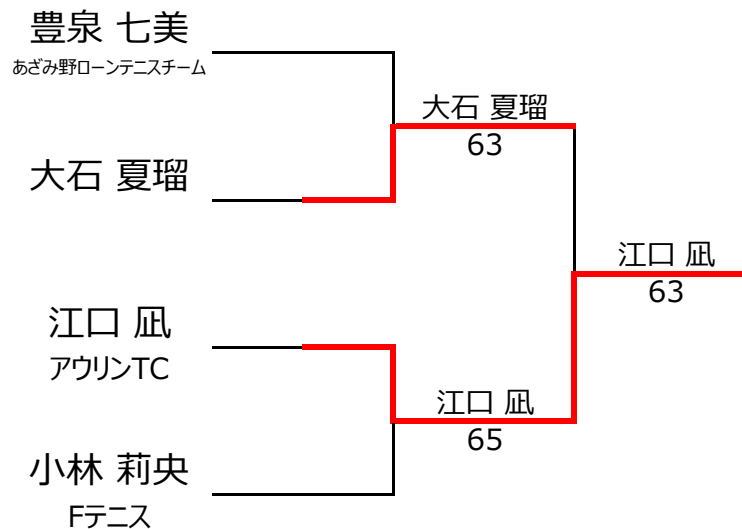 豊泉 七美
あざみ野ローンテニスチーム
大石 夏瑠
63
大石 夏瑠
江口 凪
63
江口 凪
アウリンTC
江口 凪
65
小林 莉央
Fテニス